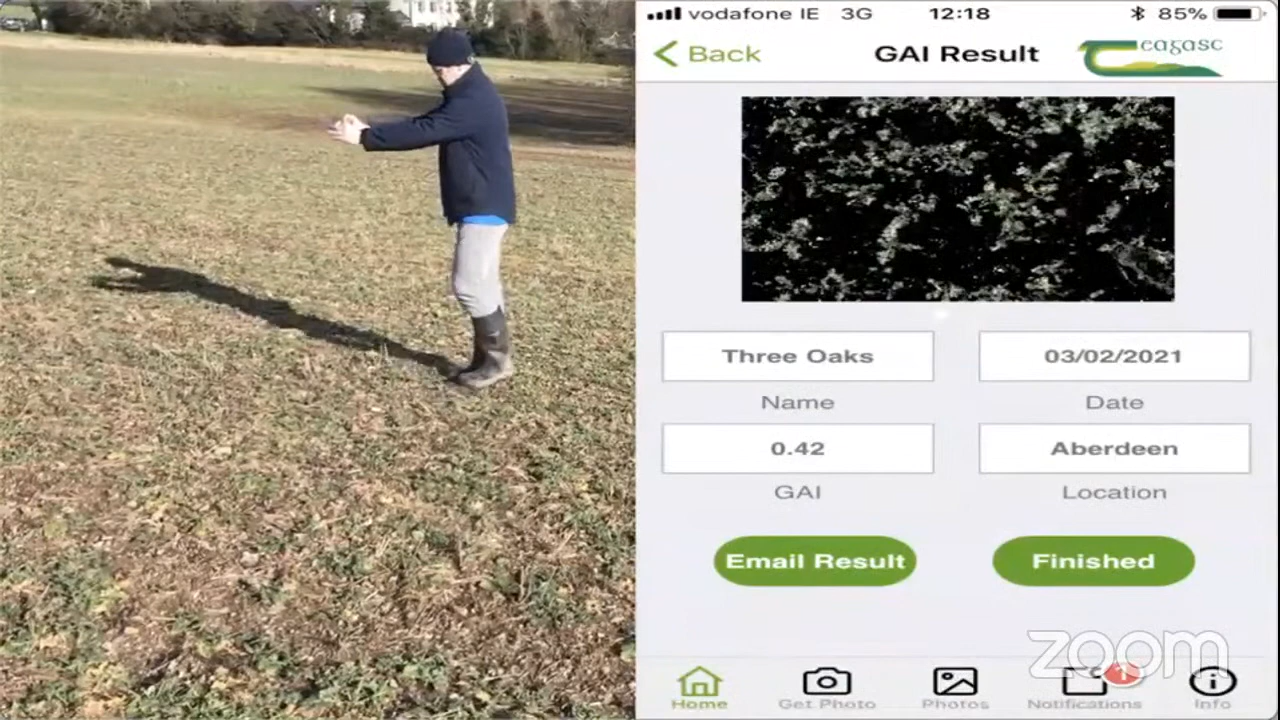 vodafone IE 3G 12:18 85%
Back GAI Result Teagasc
Three Oaks 03/02/2021
Name Date
0.42 Aberdeen
GAI Location
Email Result Finished
zoom
1
Home Get Photo Photos Notifications Info